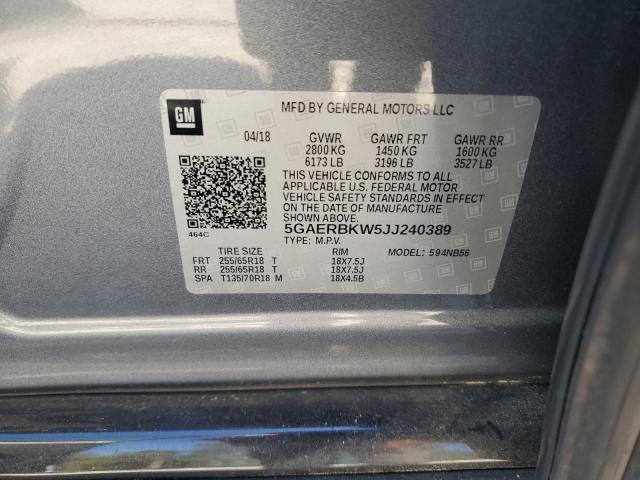 GM
MFD BY GENERAL MOTORS LLC
04/18 GVWR GAWR FRT GAWR RR
2800 KG 1450 KG 1600 KG
6173 LB 3196 LB 3527 LB
THIS VEHICLE CONFORMS TO ALL
APPLICABLE U.S. FEDERAL MOTOR
VEHICLE SAFETY STANDARDS IN EFFECT
ON THE DATE OF MANUFACTURE
SHOWN ABOVE.
464C 5GAERBKW5JJ240389
TYPE: M.P.V. MODEL: 594NB56
TIRE SIZE RIM
FRT 255/65R18 T 18X7.5J
RR 255/65R18 T 18X7.5J
SPA T135/70R18 M 18X4.5B